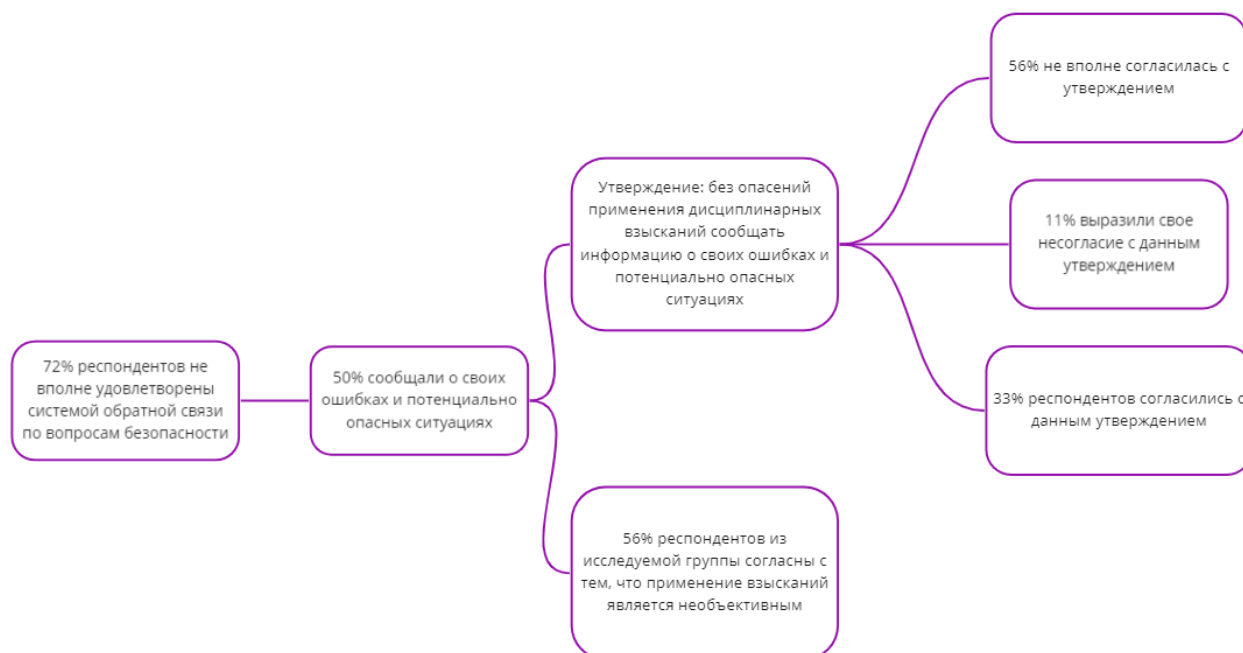 72% респондентов не
вполне удовлетворены
системой обратной связи
по вопросам безопасности
50% сообщали о своих
ошибках и потенциально
опасных ситуациях
Утверждение: без опасений
применения дисциплинарных
взысканий сообщать
информацию о своих ошибках и
потенциально опасных
ситуациях
56% респондентов из
исследуемой группы согласны с
тем, что применение взысканий
является необъективным
56% не вполне согласилась с
утверждением
11% выразили свое
несогласие с данным
утверждением
33% респондентов согласились с
данным утверждением